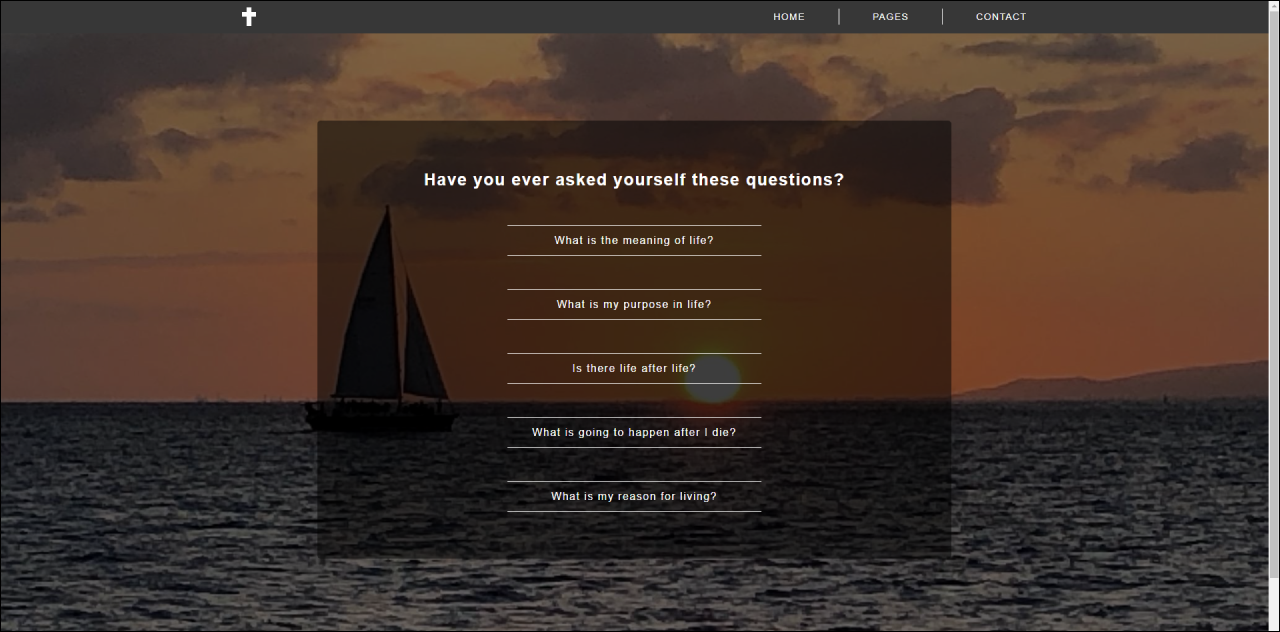 HOME
PAGES
CONTACT
Have you ever asked yourself these questions?
What is the meaning of life?
What is my purpose in life?
Is there life after life?
What is going to happen after I die?
What is my reason for living?